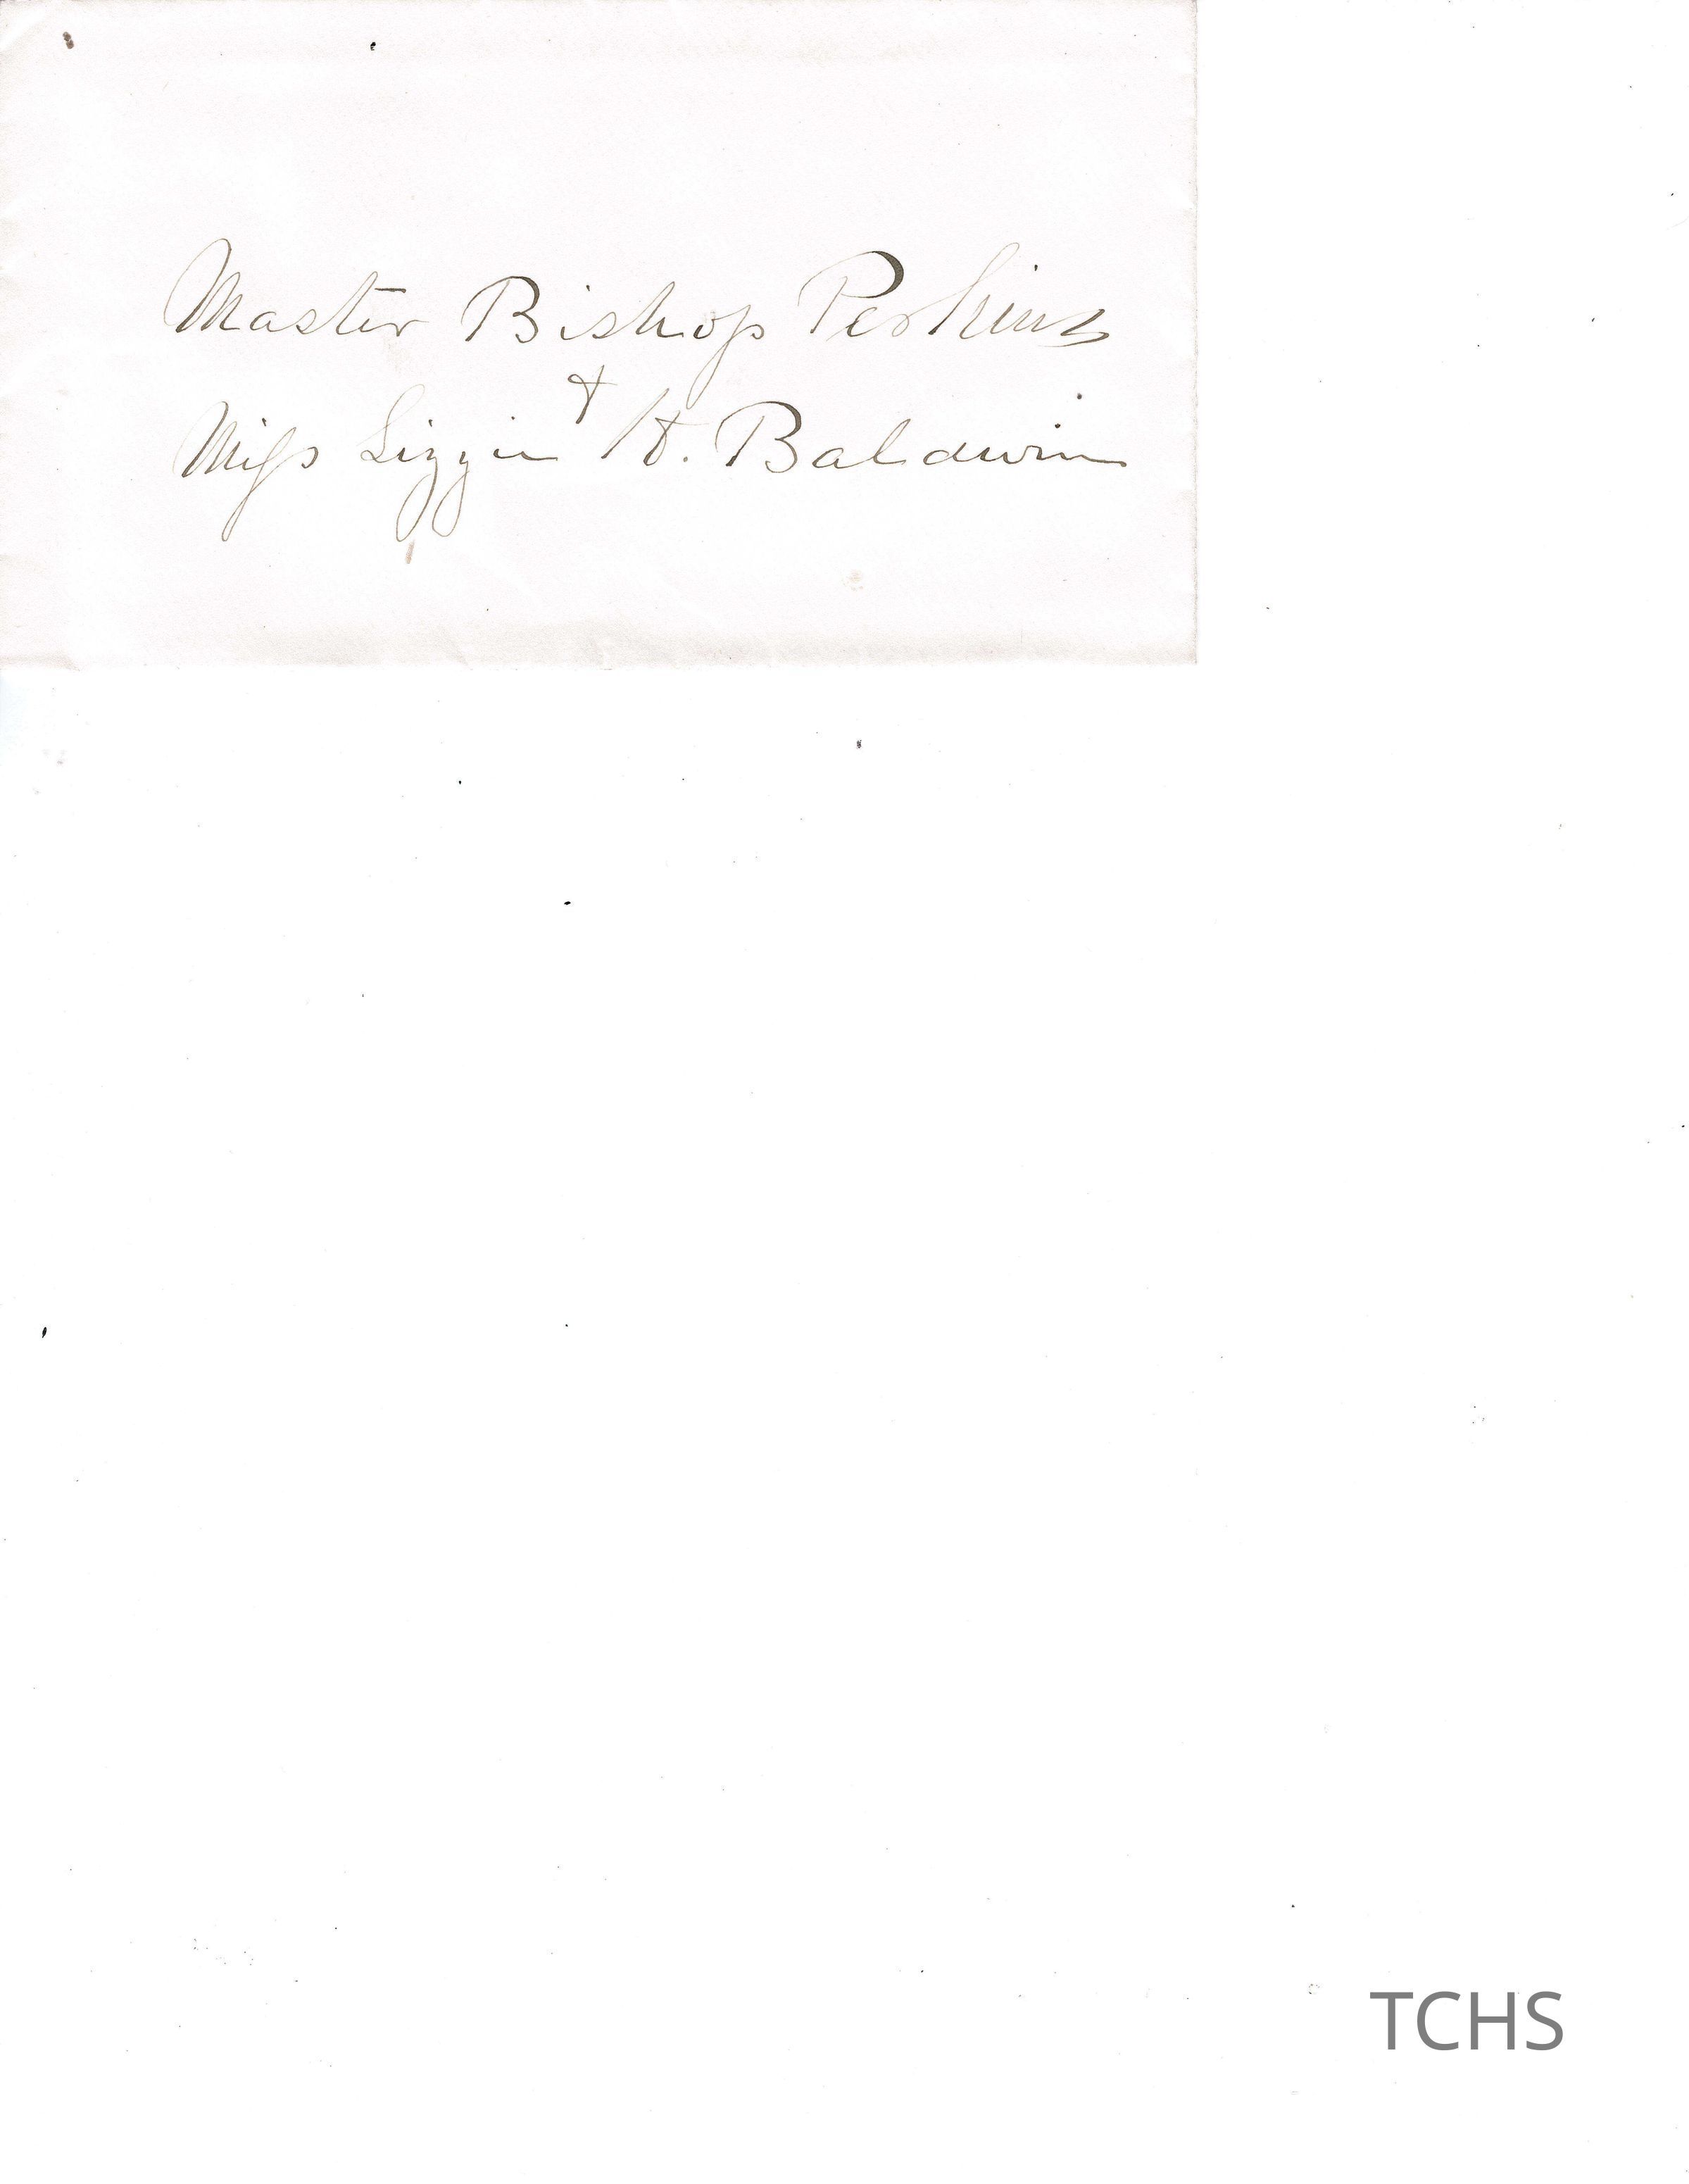 Master Bishop Perkins
&
Miss Lizzie H. Baldwin
TCHS